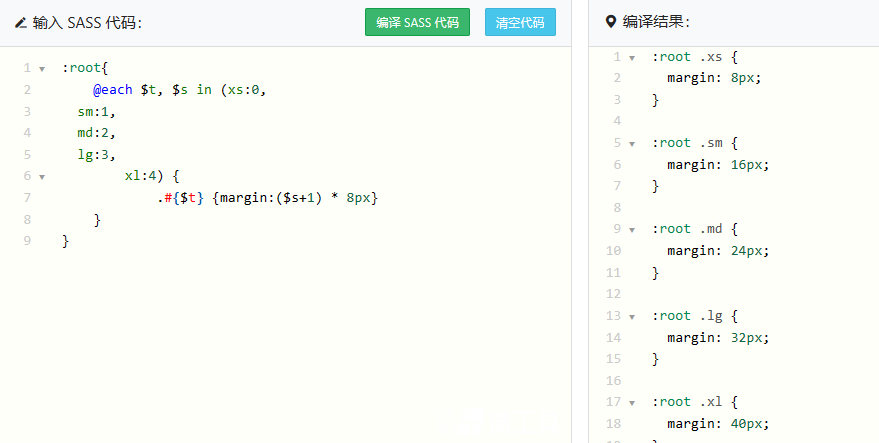 输入 SASS 代码：
编译 SASS 代码
清空代码
1 :root{
2 @each $t, $s in (xs:0,
3 sm:1,
4 md:2,
5 lg:3,
6 xl:4) {
7 .#{$t} {margin:($s+1) * 8px}
8 }
9 }
编译结果：
1 :root .xs {
2 margin: 8px;
3 }
4
5 :root .sm {
6 margin: 16px;
7 }
8
9 :root .md {
10 margin: 24px;
11 }
12
13 :root .lg {
14 margin: 32px;
15 }
16
17 :root .xl {
18 margin: 40px;
19 }